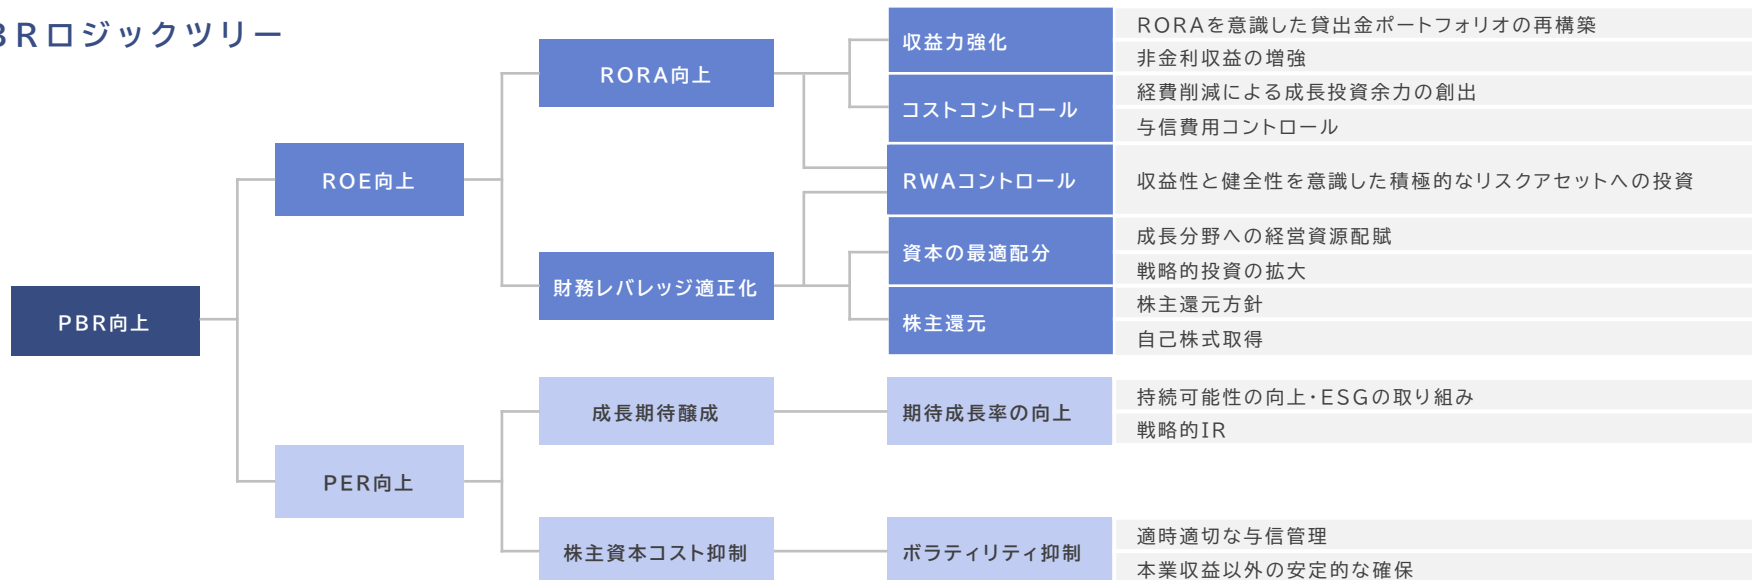 BRロジックツリー
PBR向上
ROE向上
PER向上
RORA向上
財務レバレッジ適正化
成長期待醸成
株主資本コスト抑制
収益力強化
RORAを意識した貸出金ポートフォリオの再構築
非金利収益の増強
コストコントロール
経費削減による成長投資余力の創出
与信費用コントロール
RWAコントロール
収益性と健全性を意識した積極的なリスクアセットへの投資
資本の最適配分
成長分野への経営資源配賦
戦略的投資の拡大
株主還元
株主還元方針
自己株式取得
期待成長率の向上
持続可能性の向上・ESGの取り組み
戦略的IR
ボラティリティ抑制
適時適切な与信管理
本業収益以外の安定的な確保